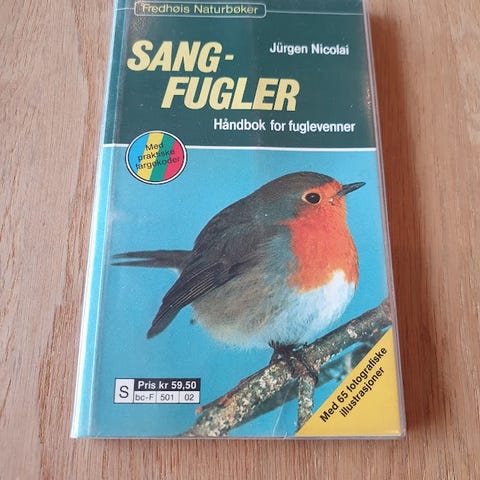 Fredhøis Naturbøker
Jürgen Nicolai
SANG-
FUGLER
Håndbok for fuglevenner
Med
praktiske
fargekoder
S
Pris kr 59,50
bc-F 501 02
Med 65 fotografiske
illustrasjoner